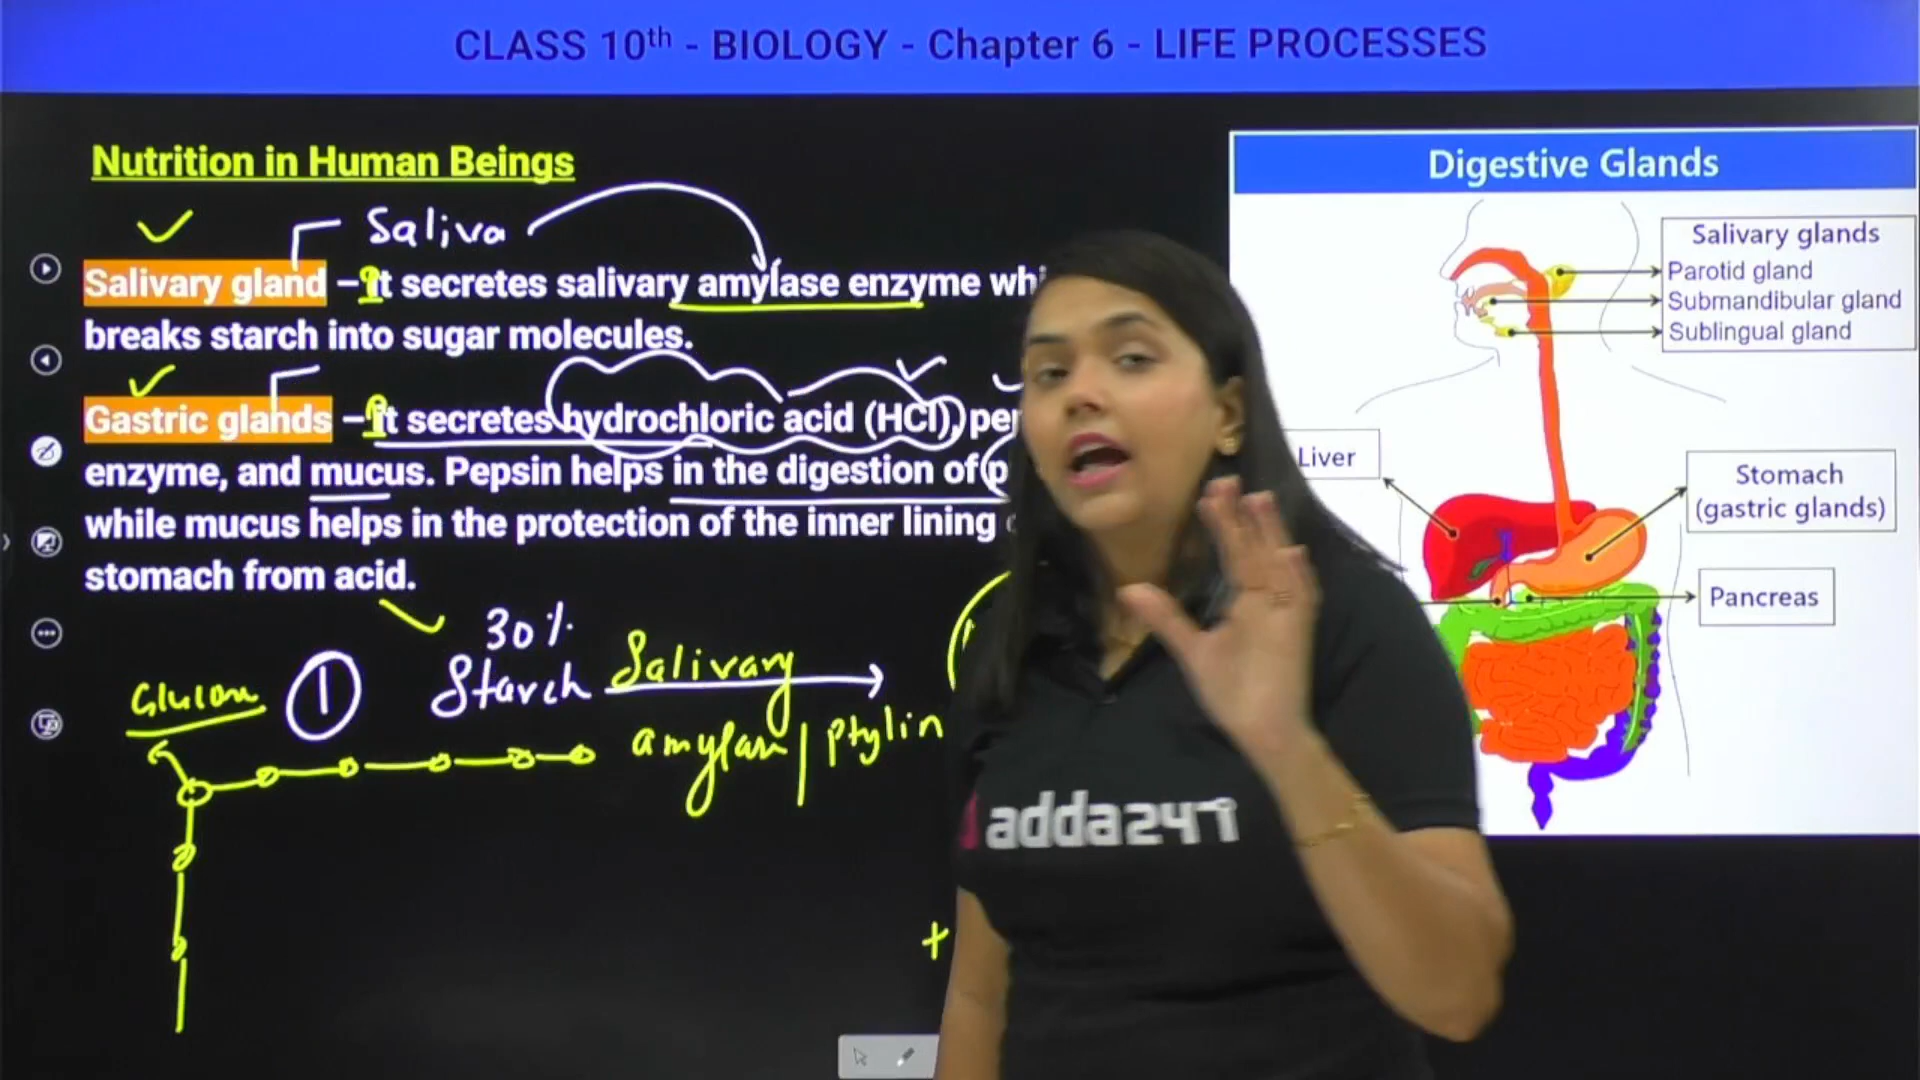 CLASS 10th - BIOLOGY - Chapter 6 - LIFE PROCESSES
Nutrition in Human Beings
Saliva
Salivary gland – It secretes salivary amylase enzyme
breaks starch into sugar molecules.
Gastric glands – It secretes hydrochloric acid (HCl),
enzyme, and mucus. Pepsin helps in the digestion of
while mucus helps in the protection of the inner lining
stomach from acid.
30%
Starch Salivary
amylase / Ptylin
1
+
adda247
Digestive Glands
Salivary glands
Parotid gland
Submandibular gland
Sublingual gland
Liver
Stomach
(gastric glands)
Pancreas